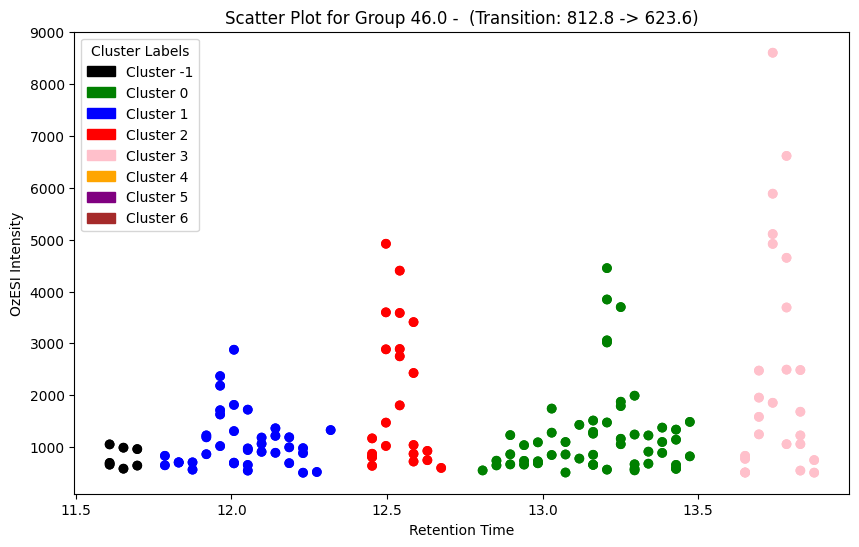 Scatter Plot for Group 46.0 -  (Transition: 812.8 -> 623.6)
Cluster Labels
Cluster -1
Cluster 0
Cluster 1
Cluster 2
Cluster 3
Cluster 4
Cluster 5
Cluster 6
OzESI Intensity
9000
8000
7000
6000
5000
4000
3000
2000
1000
11.5 12.0 12.5 13.0 13.5
Retention Time